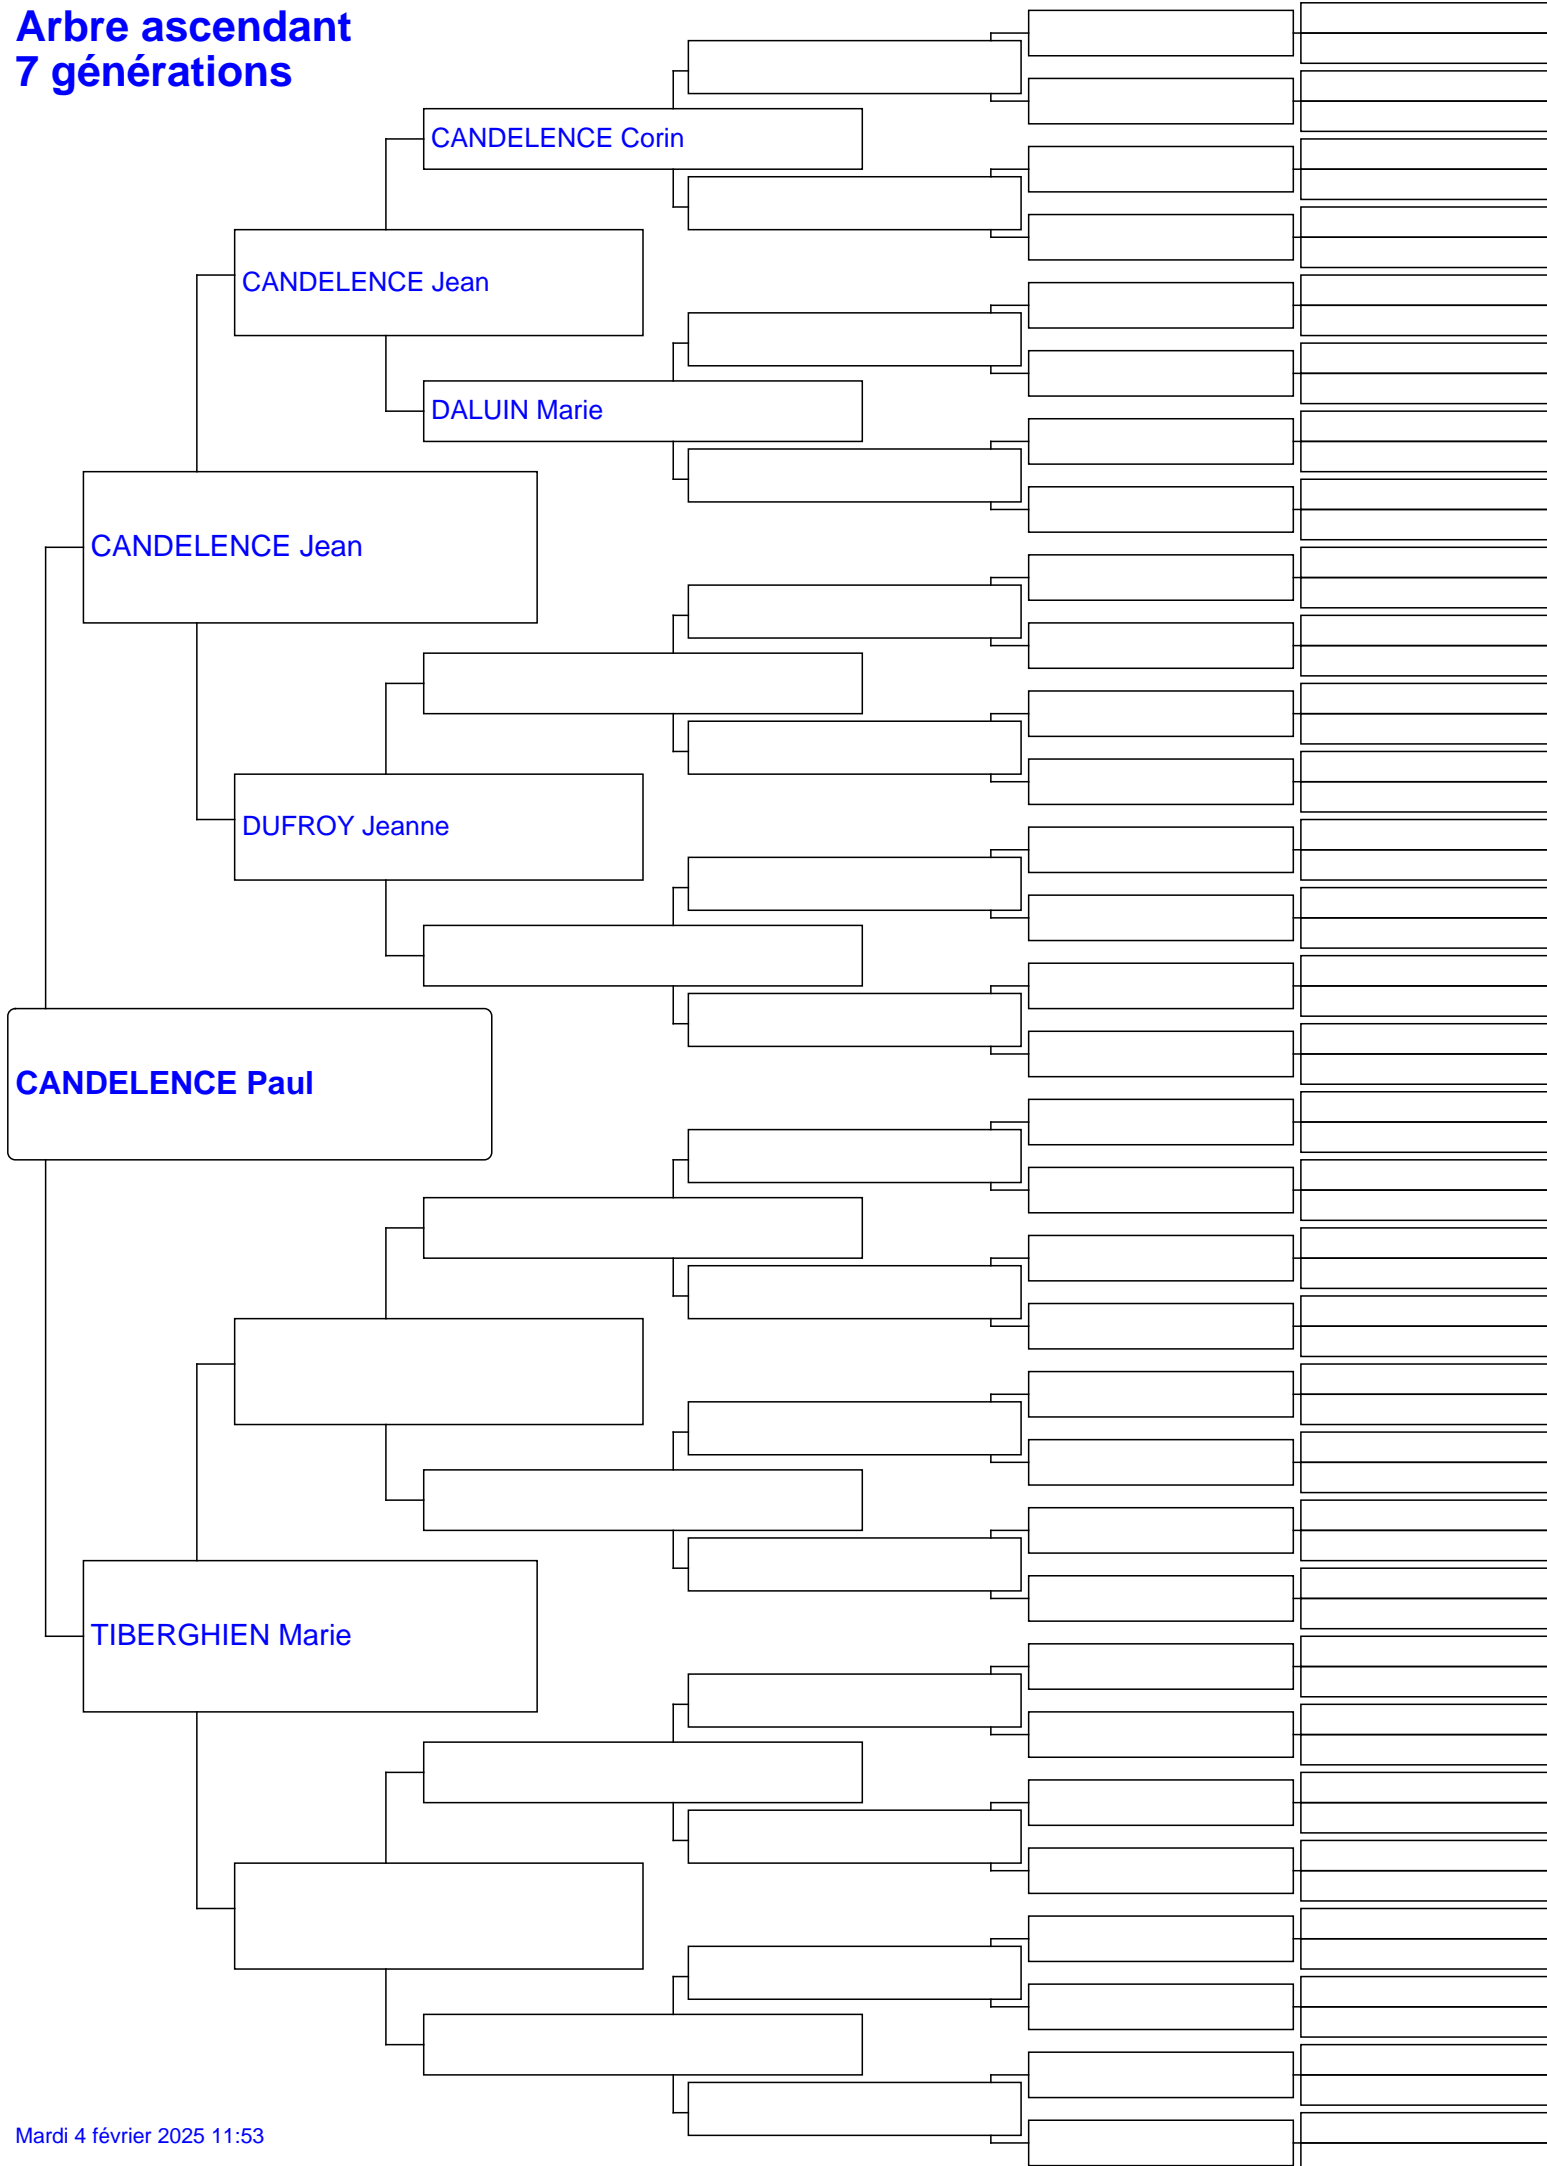 Arbre ascendant
7 générations
CANDELENCE Corin
CANDELENCE Jean
DALUIN Marie
CANDELENCE Jean
DUFROY Jeanne
CANDELENCE Paul
TIBERGHIEN Marie
Mardi 4 février 2025 11:53